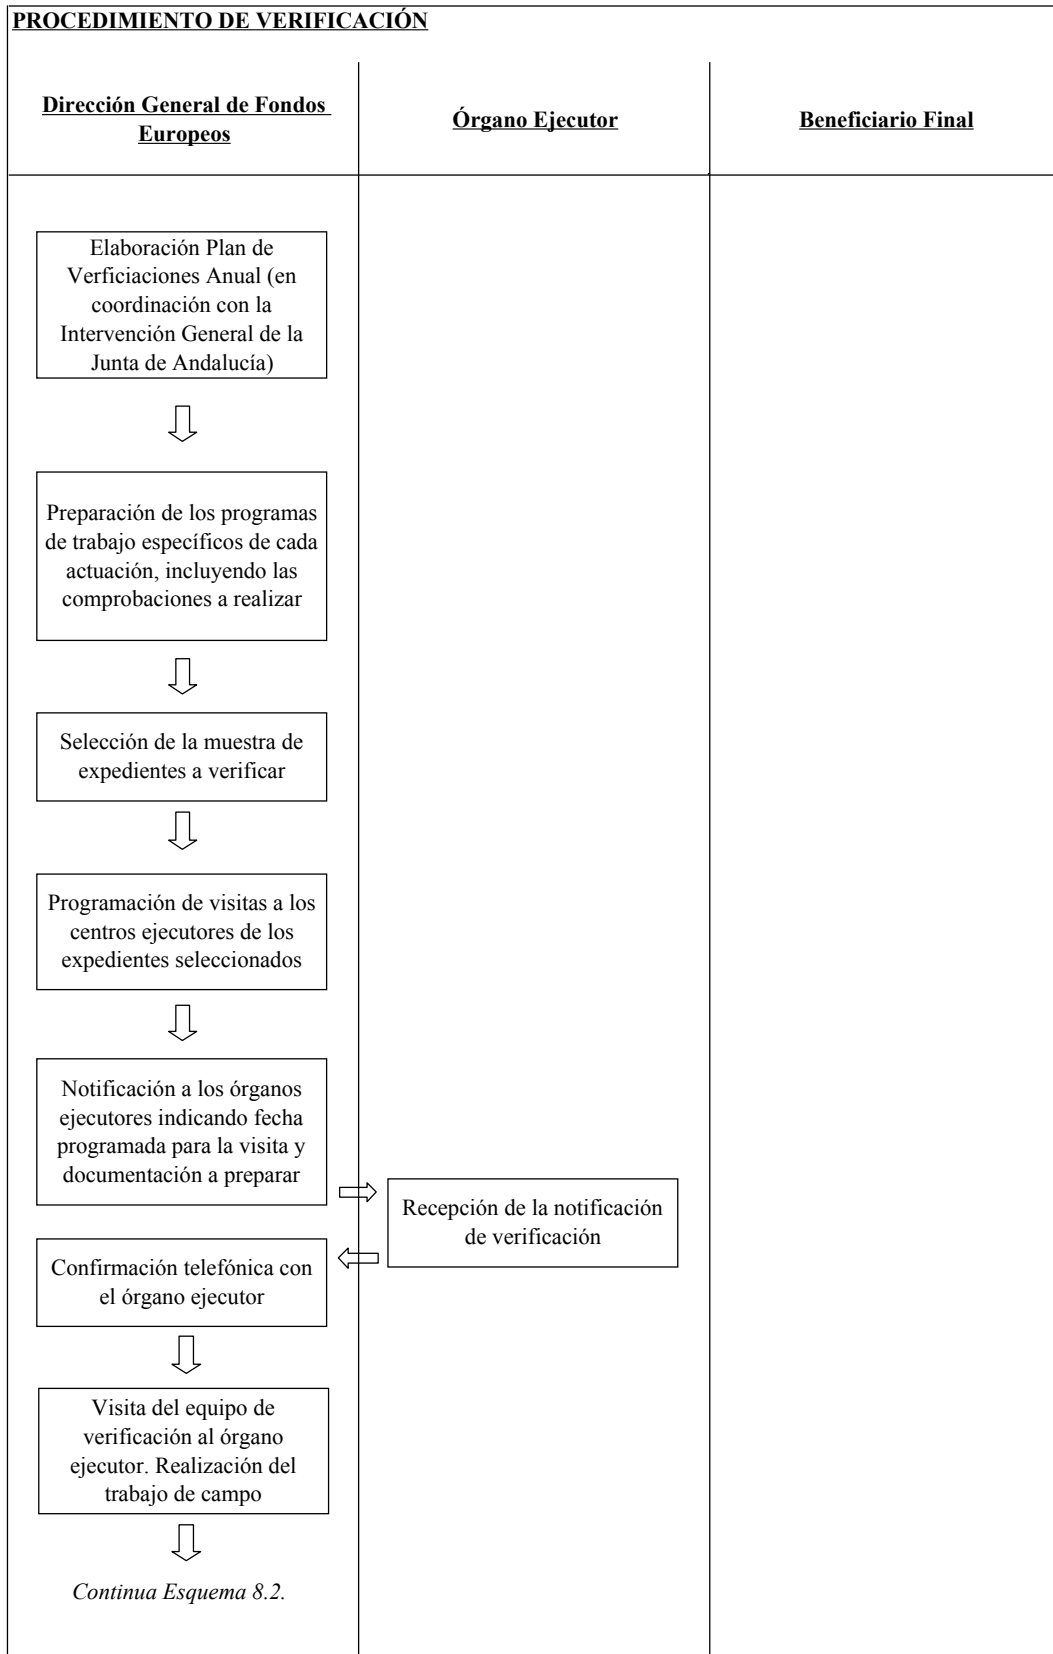 PROCEDIMIENTO DE VERIFICACIÓN
Dirección General de Fondos
Europeos
Órgano Ejecutor
Beneficiario Final
Elaboración Plan de
Verficiaciones Anual (en
coordinación con la
Intervención General de la
Junta de Andalucía)
Preparación de los programas
de trabajo específicos de cada
actuación, incluyendo las
comprobaciones a realizar
Selección de la muestra de
expedientes a verificar
Programación de visitas a los
centros ejecutores de los
expedientes seleccionados
Notificación a los órganos
ejecutores indicando fecha
programada para la visita y
documentación a preparar
Recepción de la notificación
de verificación
Confirmación telefónica con
el órgano ejecutor
Visita del equipo de
verificación al órgano
ejecutor. Realización del
trabajo de campo
Continua Esquema 8.2.